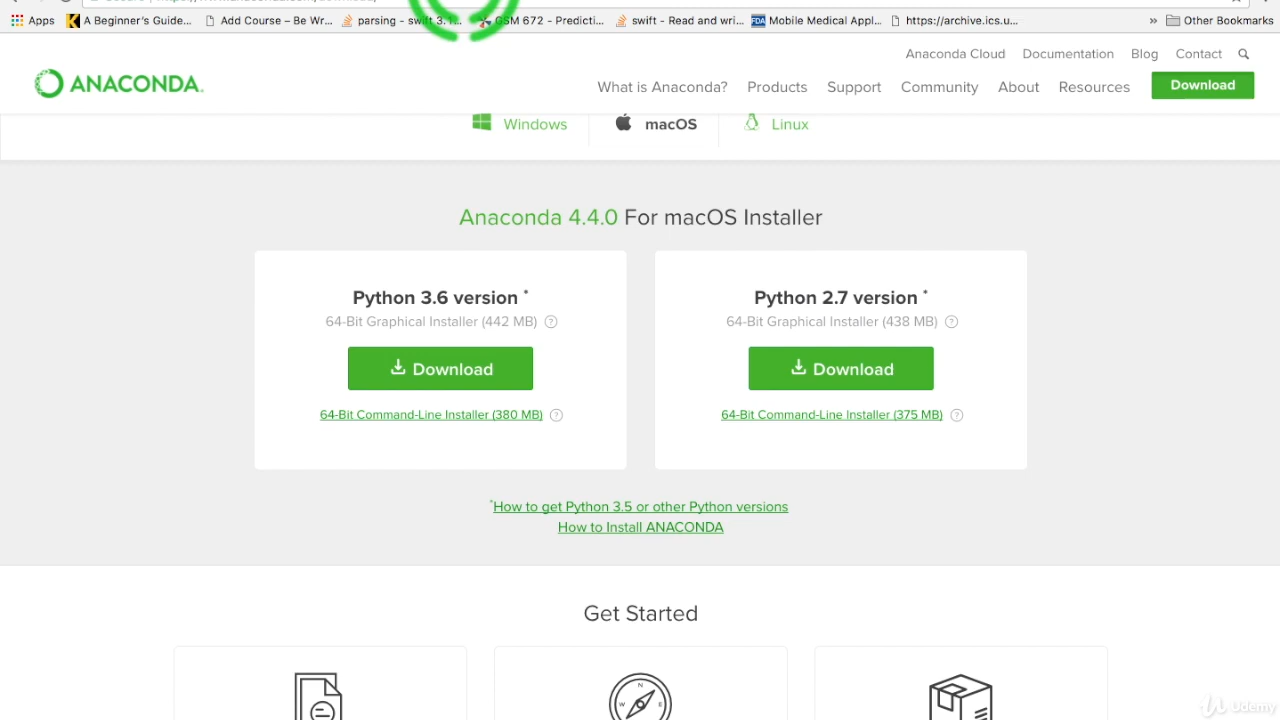 Apps A Beginner's Guide... Add Course – Be Wr... parsing - swift 3.1... GSM 672 - Predicti... swift - Read and wri... Mobile Medical Appl... https://archive.ics.u... » Other Bookmarks
Anaconda Cloud Documentation Blog Contact
ANACONDA.
What is Anaconda? Products Support Community About Resources Download
Windows macOS Linux
Anaconda 4.4.0 For macOS Installer
Python 3.6 version *
64-Bit Graphical Installer (442 MB) ?
Download
64-Bit Command-Line Installer (380 MB) ?
Python 2.7 version *
64-Bit Graphical Installer (438 MB) ?
Download
64-Bit Command-Line Installer (375 MB) ?
*How to get Python 3.5 or other Python versions
How to Install ANACONDA
Get Started
N
W E
Udemy